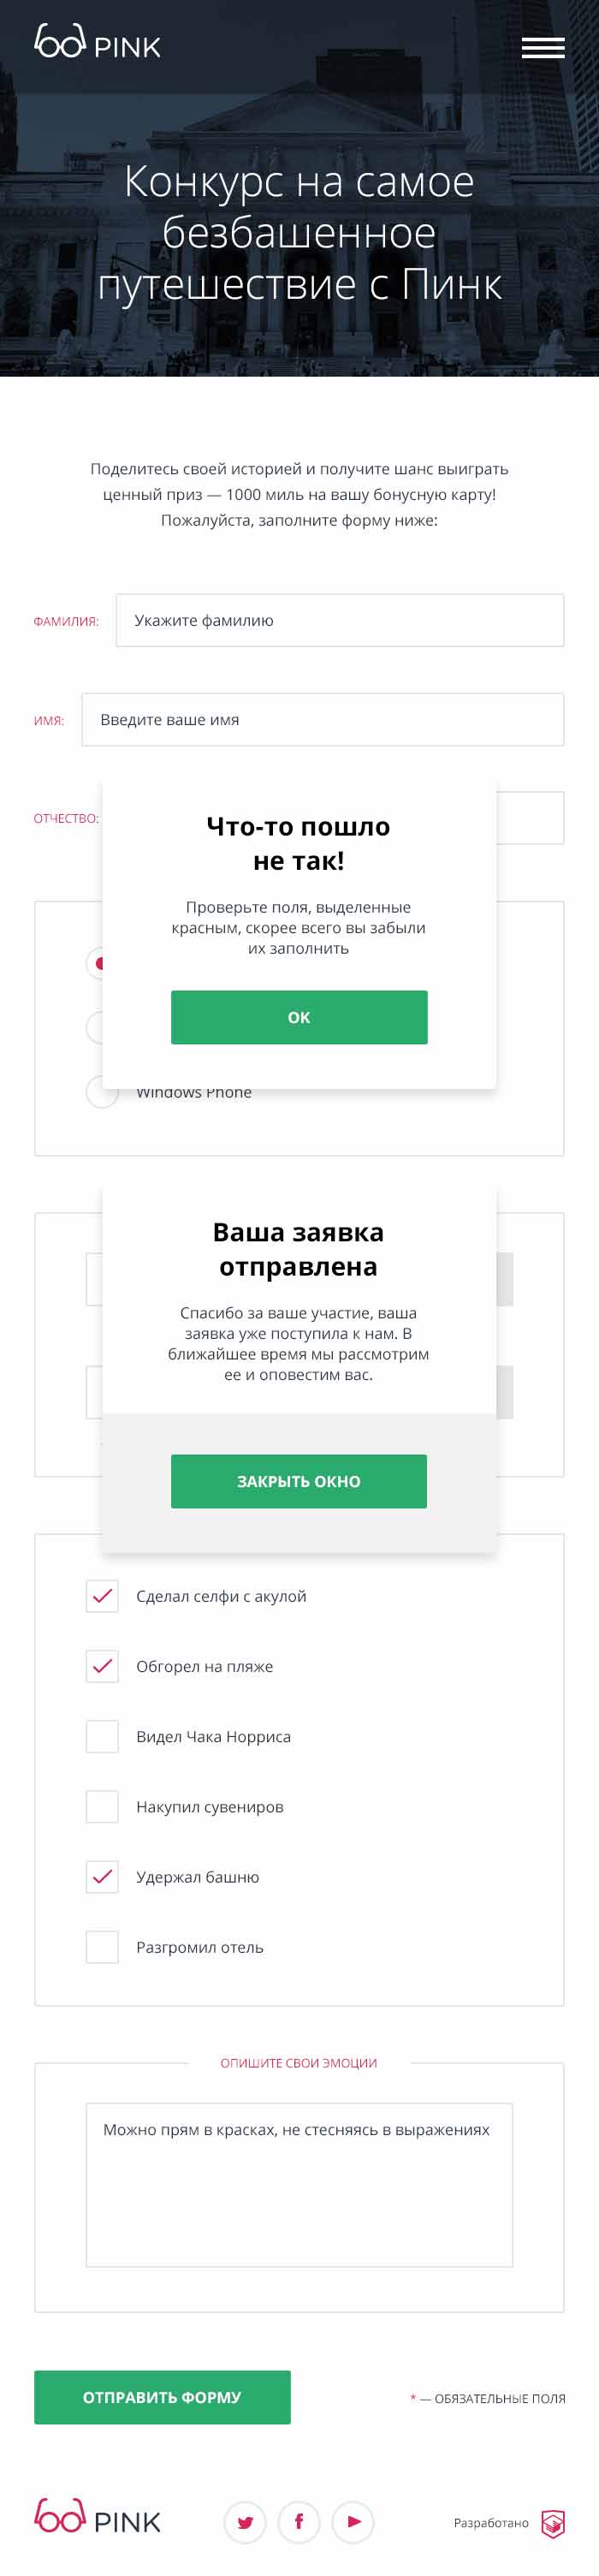 PINK
Конкурс на самое
безбашенное
путешествие с Пинк
Поделитесь своей историей и получите шанс выиграть
ценный приз — 1000 миль на вашу бонусную карту!
Пожалуйста, заполните форму ниже:
ФАМИЛИЯ: Укажите фамилию
ИМЯ: Введите ваше имя
ОТЧЕСТВО:
Что-то пошло
не так!
Проверьте поля, выделенные
красным, скорее всего вы забыли
их заполнить
ОК
Windows Phone
Ваша заявка
отправлена
Спасибо за ваше участие, ваша
заявка уже поступила к нам. В
ближайшее время мы рассмотрим
ее и оповестим вас.
ЗАКРЫТЬ ОКНО
Сделал селфи с акулой
Обгорел на пляже
Видел Чака Норриса
Накупил сувениров
Удержал башню
Разгромил отель
ОПИШИТЕ СВОИ ЭМОЦИИ
Можно прям в красках, не стесняясь в выражениях
ОТПРАВИТЬ ФОРМУ
* — ОБЯЗАТЕЛЬНЫЕ ПОЛЯ
PINK
Разработано